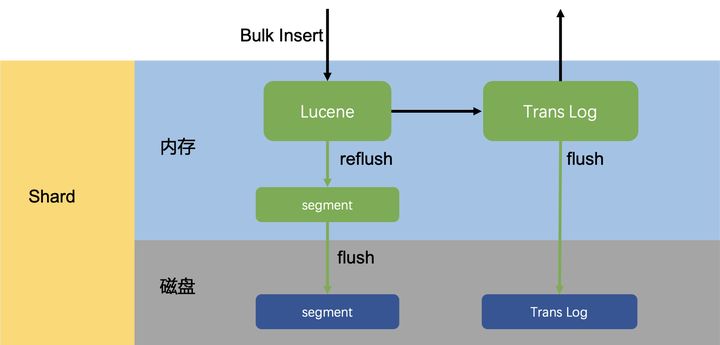 Bulk Insert
Lucene
Trans Log
内存
reflush
flush
Shard
segment
flush
磁盘
segment
Trans Log